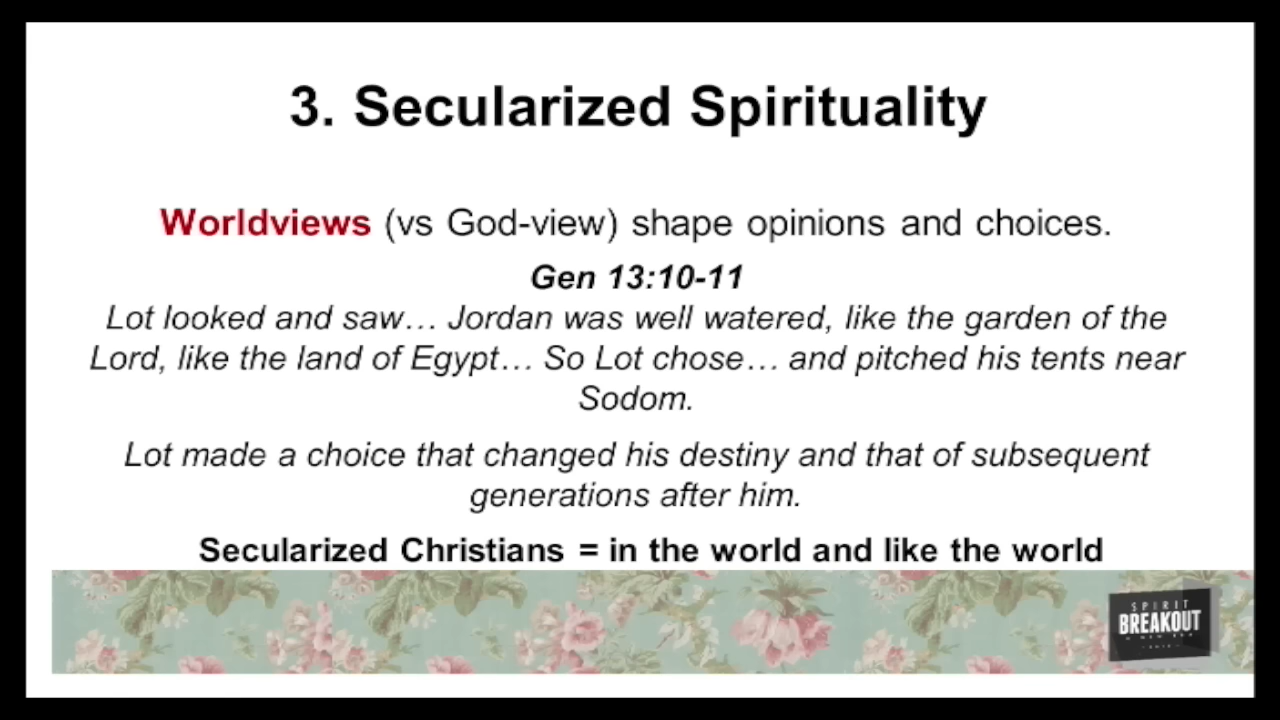 3. Secularized Spirituality
Worldviews (vs God-view) shape opinions and choices.
Gen 13:10-11
Lot looked and saw… Jordan was well watered, like the garden of the
Lord, like the land of Egypt… So Lot chose… and pitched his tents near
Sodom.
Lot made a choice that changed his destiny and that of subsequent
generations after him.
Secularized Christians = in the world and like the world
SPIRIT
BREAKOUT